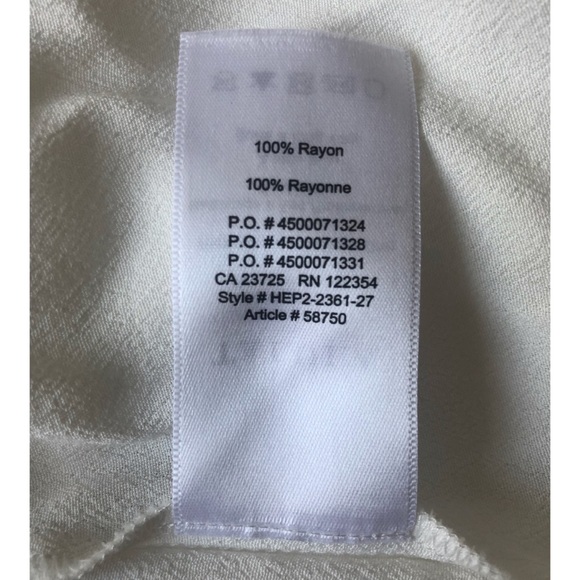 100% Rayon
100% Rayonne
P.O. # 4500071324
P.O. # 4500071328
P.O. # 4500071331
CA 23725 RN 122354
Style # HEP2-2361-27
Article # 58750